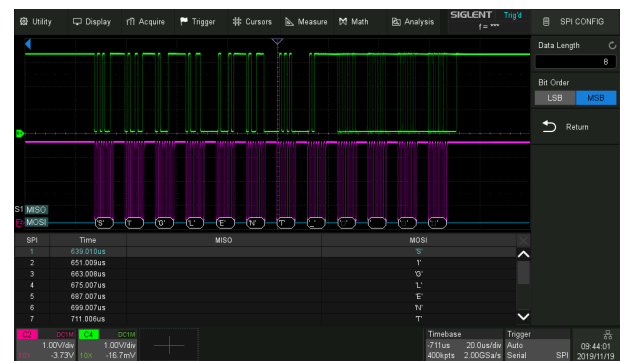 Utility Display Acquire Trigger Cursors Measure Math Analysis SIGLENT Trig'd SPI CONFIG
f = ***
Data Length
8
Bit Order
LSB MSB
Return
S1 MISO
MOSI 'S' 'I' 'G' 'L' 'E' 'N' 'T'
SPI Time MISO MOSI
1 639.010us 'S'
2 651.009us 'I'
3 663.008us 'G'
4 675.007us 'L'
5 687.007us 'E'
6 699.007us 'N'
7 711.006us 'T'
C2 DC1M C4 DC1M Timebase Trigger
1.00V/div 1.00V/div -711us 20.0us/div Auto 09:44:01
-3.73V 10X -16.7mV 400kpts 2.00GSa/s Serial SPI 2019/11/19